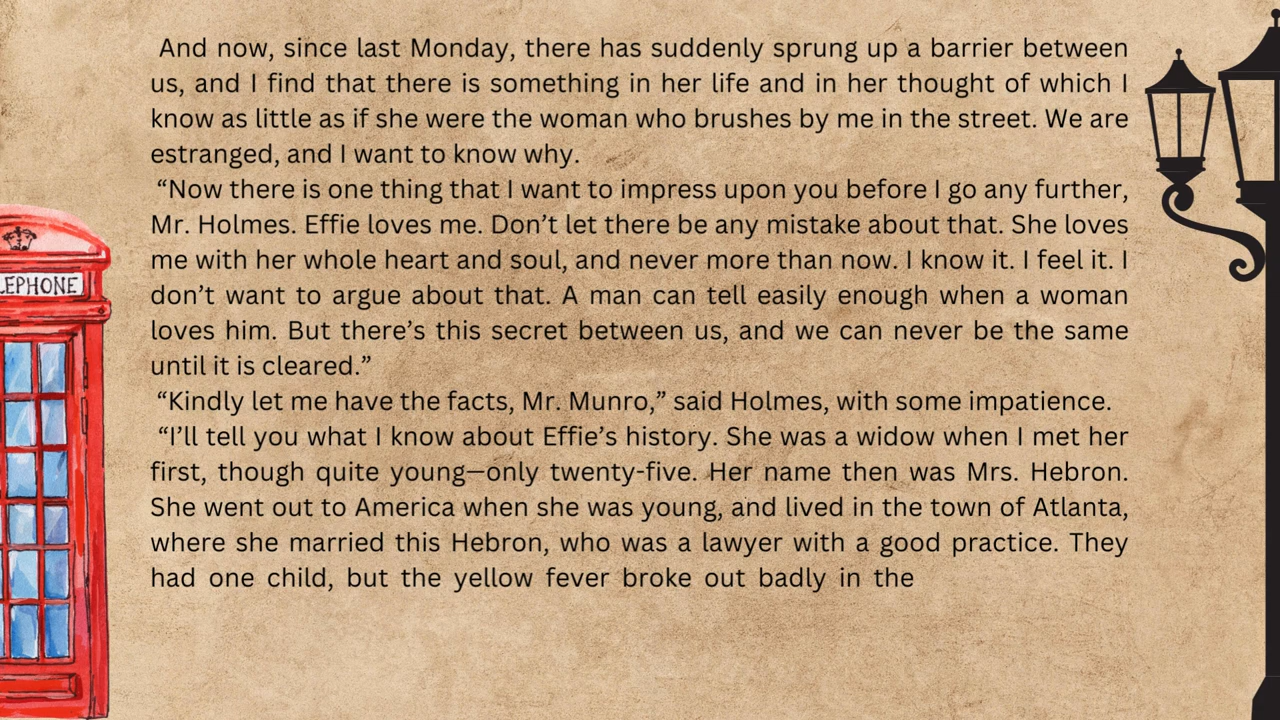 And now, since last Monday, there has suddenly sprung up a barrier between
us, and I find that there is something in her life and in her thought of which I
know as little as if she were the woman who brushes by me in the street. We are
estranged, and I want to know why.
“Now there is one thing that I want to impress upon you before I go any further,
Mr. Holmes. Effie loves me. Don’t let there be any mistake about that. She loves
me with her whole heart and soul, and never more than now. I know it. I feel it. I
don’t want to argue about that. A man can tell easily enough when a woman
loves him. But there’s this secret between us, and we can never be the same
until it is cleared.”
“Kindly let me have the facts, Mr. Munro,” said Holmes, with some impatience.
“I’ll tell you what I know about Effie’s history. She was a widow when I met her
first, though quite young—only twenty-five. Her name then was Mrs. Hebron.
She went out to America when she was young, and lived in the town of Atlanta,
where she married this Hebron, who was a lawyer with a good practice. They
had one child, but the yellow fever broke out badly in the
LEPHONE